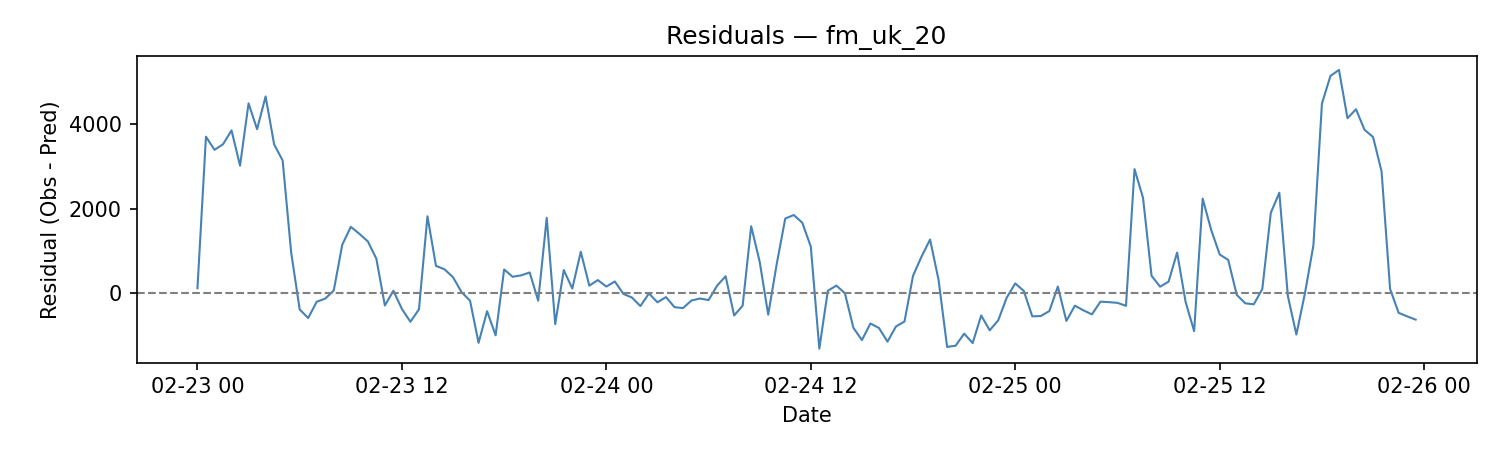 Residuals — fm_uk_20
Residual (Obs - Pred)
4000
2000
0
02-23 00 02-23 12 02-24 00 02-24 12 02-25 00 02-25 12 02-26 00
Date